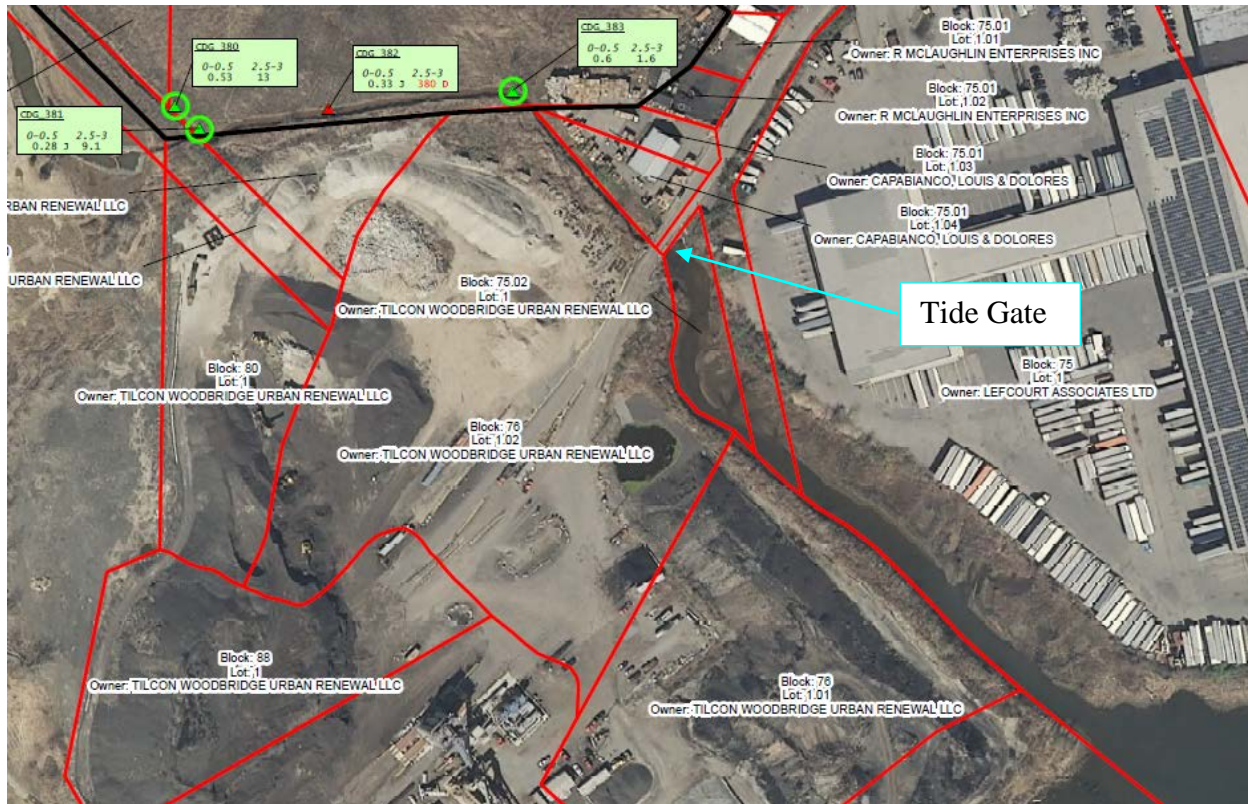 CDG_380
0-0.5 2.5-3
0.53 13
CDG_382
0-0.5 2.5-3
0.33 J 380 D
CDG_383
0-0.5 2.5-3
0.6 1.6
CDG_381
0-0.5 2.5-3
0.28 J 9.1
Block: 75.01
Lot: 1.01
Owner: R MCLAUGHLIN ENTERPRISES INC
Block: 75.01
Lot: 1.02
Owner: R MCLAUGHLIN ENTERPRISES INC
Block: 75.01
Lot: 1.03
Owner: CAPABIANCO, LOUIS & DOLORES
Block: 75.01
Lot: 1.04
Owner: CAPABIANCO, LOUIS & DOLORES
RBAN RENEWAL LLC
URBAN RENEWAL LLC
Block: 75.02
Lot: 1
Owner: TILCON WOODBRIDGE URBAN RENEWAL LLC
Tide Gate
Block: 80
Lot: 1
Owner: TILCON WOODBRIDGE URBAN RENEWAL LLC
Block: 75
Lot: 1
Owner: LEFCOURT ASSOCIATES LTD
Block: 76
Lot: 1.02
Owner: TILCON WOODBRIDGE URBAN RENEWAL LLC
Block: 88
Lot: 1
Owner: TILCON WOODBRIDGE URBAN RENEWAL LLC
Block: 76
Lot: 1.01
Owner: TILCON WOODBRIDGE URBAN RENEWAL LLC